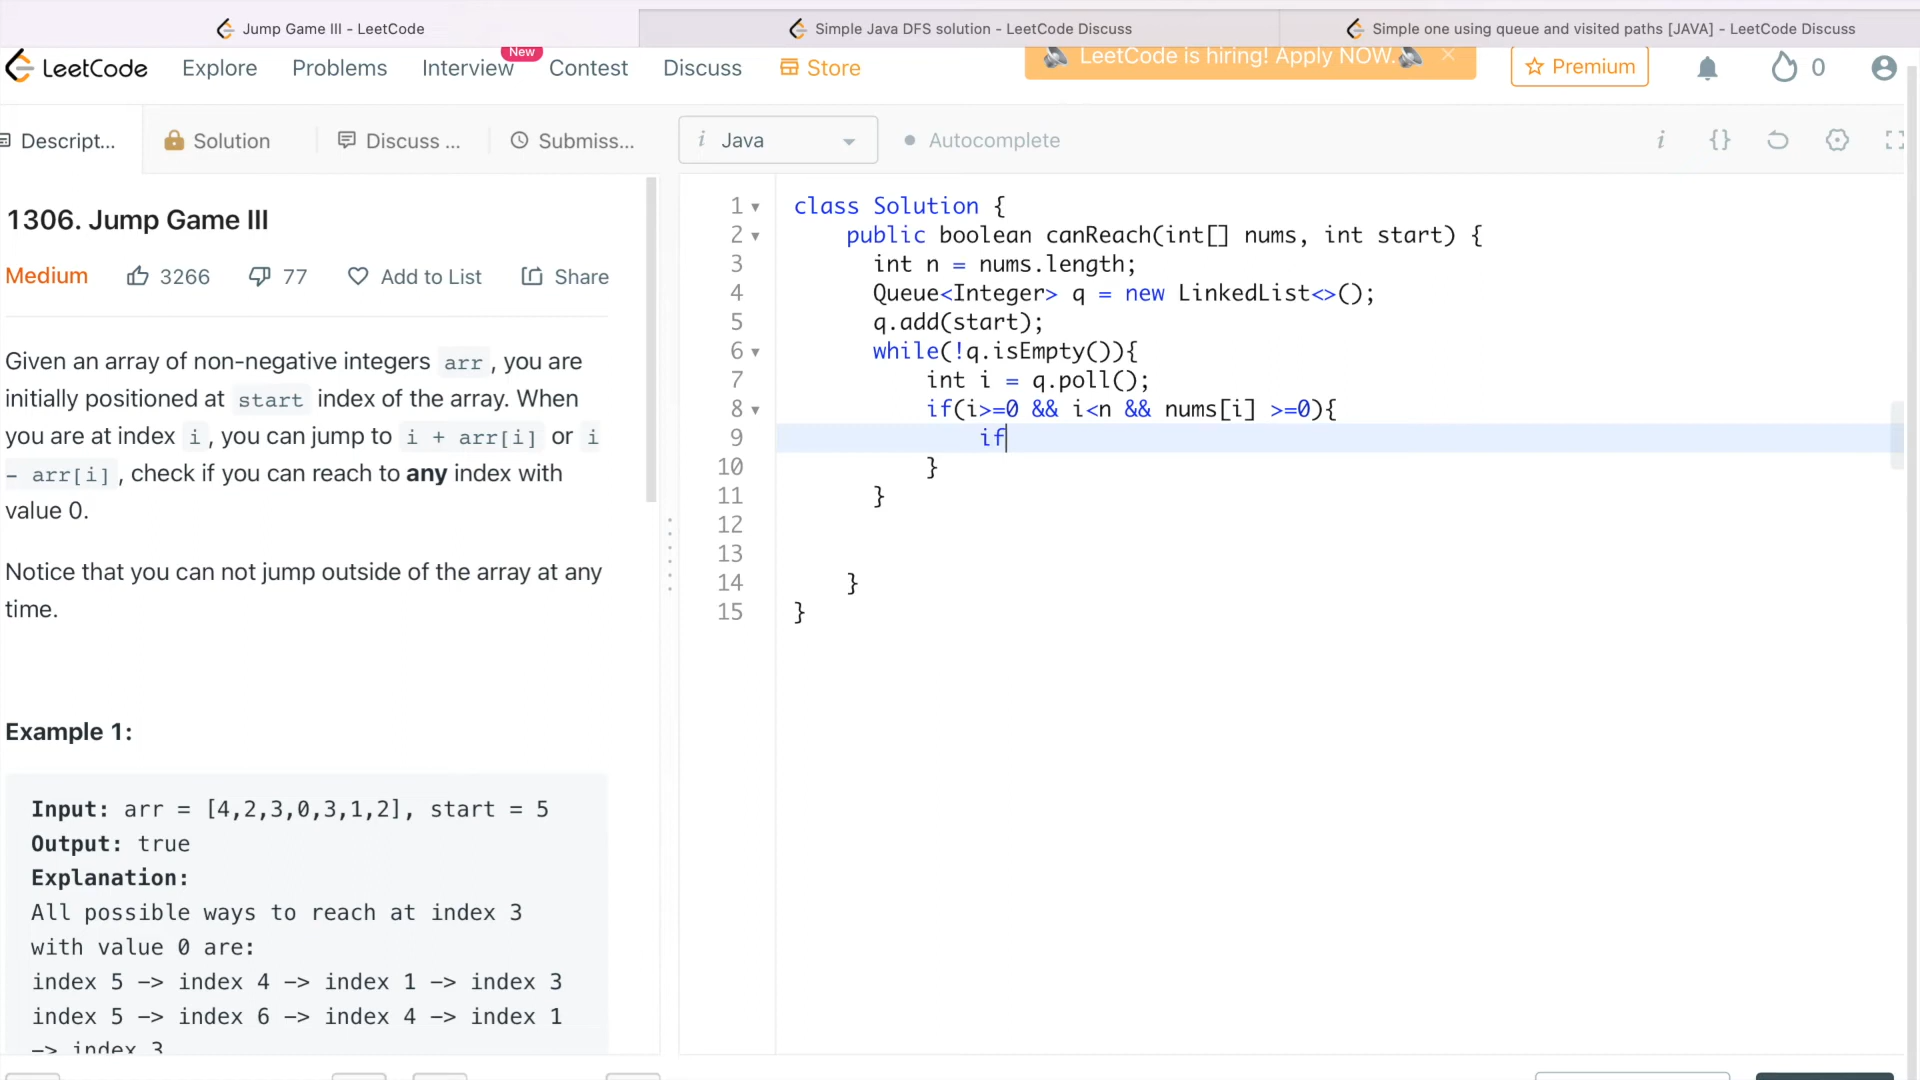 Jump Game III - LeetCode
Simple Java DFS solution - LeetCode Discuss
Simple one using queue and visited paths [JAVA] - LeetCode Discuss
LeetCode
Explore
Problems
Interview
New
Contest
Discuss
Store
LeetCode is hiring! Apply NOW.
Premium
0
Descript...
Solution
Discuss ...
Submiss...
i Java
Autocomplete
i {}
1306. Jump Game III
Medium
3266
77
Add to List
Share
Given an array of non-negative integers arr , you are
initially positioned at start index of the array. When
you are at index i , you can jump to i + arr[i] or i
- arr[i] , check if you can reach to any index with
value 0.
Notice that you can not jump outside of the array at any
time.
Example 1:
Input: arr = [4,2,3,0,3,1,2], start = 5
Output: true
Explanation:
All possible ways to reach at index 3
with value 0 are:
index 5 -> index 4 -> index 1 -> index 3
index 5 -> index 6 -> index 4 -> index 1
-> index 3
1 class Solution {
2 public boolean canReach(int[] nums, int start) {
3 int n = nums.length;
4 Queue<Integer> q = new LinkedList<>();
5 q.add(start);
6 while(!q.isEmpty()){
7 int i = q.poll();
8 if(i>=0 && i<n && nums[i] >=0){
9 if
10 }
11 }
12
13
14 }
15 }